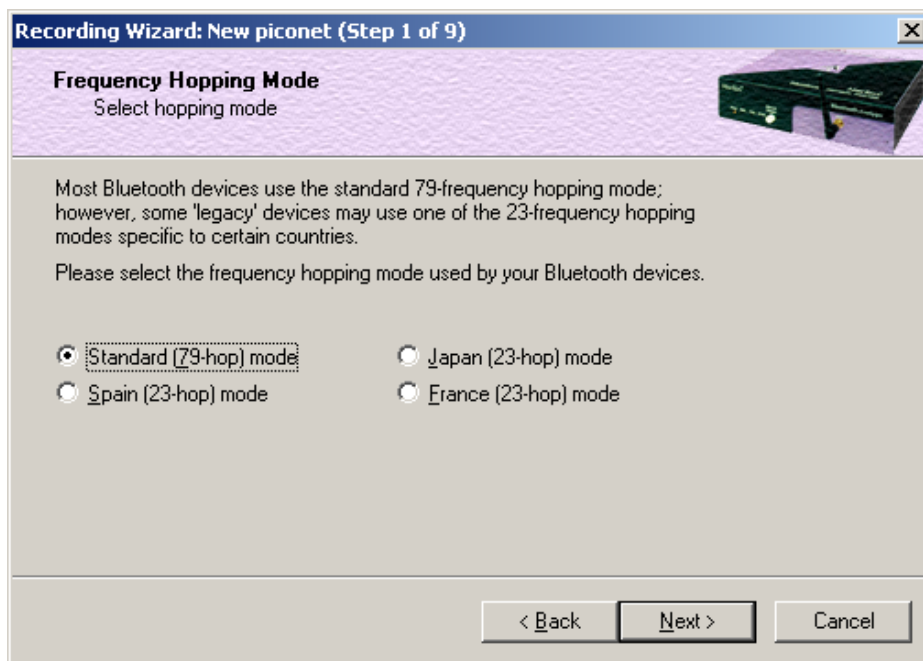 Recording Wizard: New piconet (Step 1 of 9)
Frequency Hopping Mode
Select hopping mode
Most Bluetooth devices use the standard 79-frequency hopping mode;
however, some 'legacy' devices may use one of the 23-frequency hopping
modes specific to certain countries.
Please select the frequency hopping mode used by your Bluetooth devices.
Standard (79-hop) mode
Japan (23-hop) mode
Spain (23-hop) mode
France (23-hop) mode
< Back
Next >
Cancel